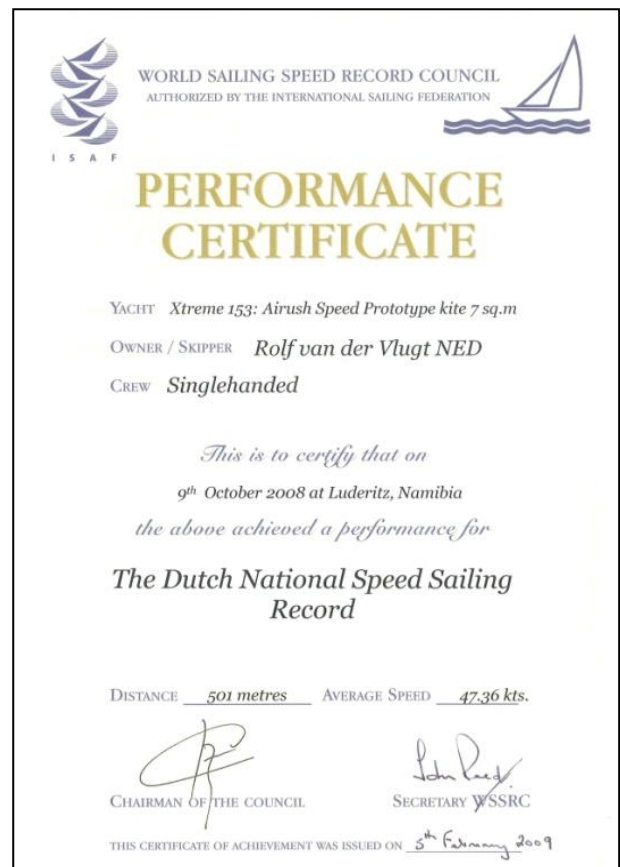 WORLD SAILING SPEED RECORD COUNCIL
AUTHORIZED BY THE INTERNATIONAL SAILING FEDERATION
I S A F
PERFORMANCE
CERTIFICATE
YACHT Xtreme 153: Airush Speed Prototype kite 7 sq.m
OWNER / SKIPPER Rolf van der Vlugt NED
CREW Singlehanded
This is to certify that on
9th October 2008 at Luderitz, Namibia
the above achieved a performance for
The Dutch National Speed Sailing
Record
DISTANCE 501 metres AVERAGE SPEED 47.36 kts.
John Reed
CHAIRMAN OF THE COUNCIL SECRETARY WSSRC
THIS CERTIFICATE OF ACHIEVEMENT WAS ISSUED ON 5th February 2009